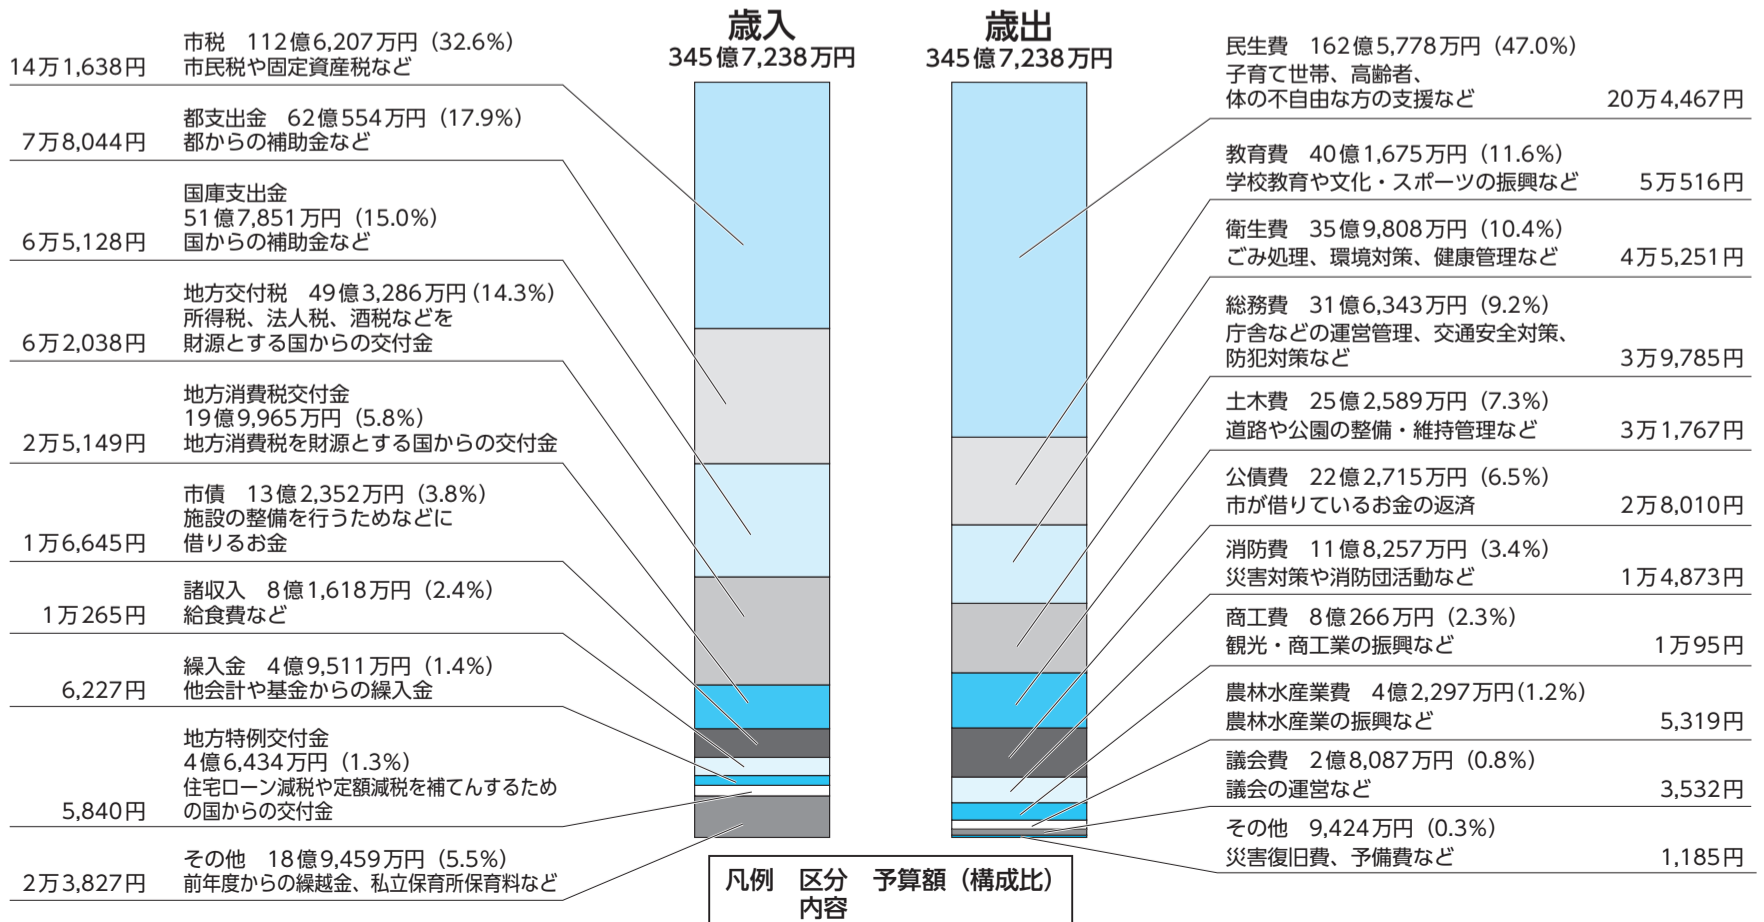 歳入
345億7,238万円
市税　112億6,207万円（32.6%）
14万1,638円　市民税や固定資産税など
都支出金　62億554万円（17.9%）
7万8,044円　都からの補助金など
国庫支出金
51億7,851万円（15.0%）
6万5,128円　国からの補助金など
地方交付税　49億3,286万円（14.3%）
所得税、法人税、酒税などを
6万2,038円　財源とする国からの交付金
地方消費税交付金
19億9,965万円（5.8%）
2万5,149円　地方消費税を財源とする国からの交付金
市債　13億2,352万円（3.8%）
施設の整備を行うためなどに
1万6,645円　借りるお金
諸収入　8億1,618万円（2.4%）
1万265円　給食費など
繰入金　4億9,511万円（1.4%）
6,227円　他会計や基金からの繰入金
地方特例交付金
4億6,434万円（1.3%）
住宅ローン減税や定額減税を補てんするため
5,840円　の国からの交付金
その他　18億9,459万円（5.5%）
2万3,827円　前年度からの繰越金、私立保育所保育料など
歳出
345億7,238万円
民生費　162億5,778万円（47.0%）
子育て世帯、高齢者、
体の不自由な方の支援など　20万4,467円
教育費　40億1,675万円（11.6%）
学校教育や文化・スポーツの振興など　5万516円
衛生費　35億9,808万円（10.4%）
ごみ処理、環境対策、健康管理など　4万5,251円
総務費　31億6,343万円（9.2%）
庁舎などの運営管理、交通安全対策、
防犯対策など　3万9,785円
土木費　25億2,589万円（7.3%）
道路や公園の整備・維持管理など　3万1,767円
公債費　22億2,715万円（6.5%）
市が借りているお金の返済　2万8,010円
消防費　11億8,257万円（3.4%）
災害対策や消防団活動など　1万4,873円
商工費　8億266万円（2.3%）
観光・商工業の振興など　1万95円
農林水産業費　4億2,297万円（1.2%）
農林水産業の振興など　5,319円
議会費　2億8,087万円（0.8%）
議会の運営など　3,532円
その他　9,424万円（0.3%）
災害復旧費、予備費など　1,185円
凡例　区分　予算額（構成比）
内容